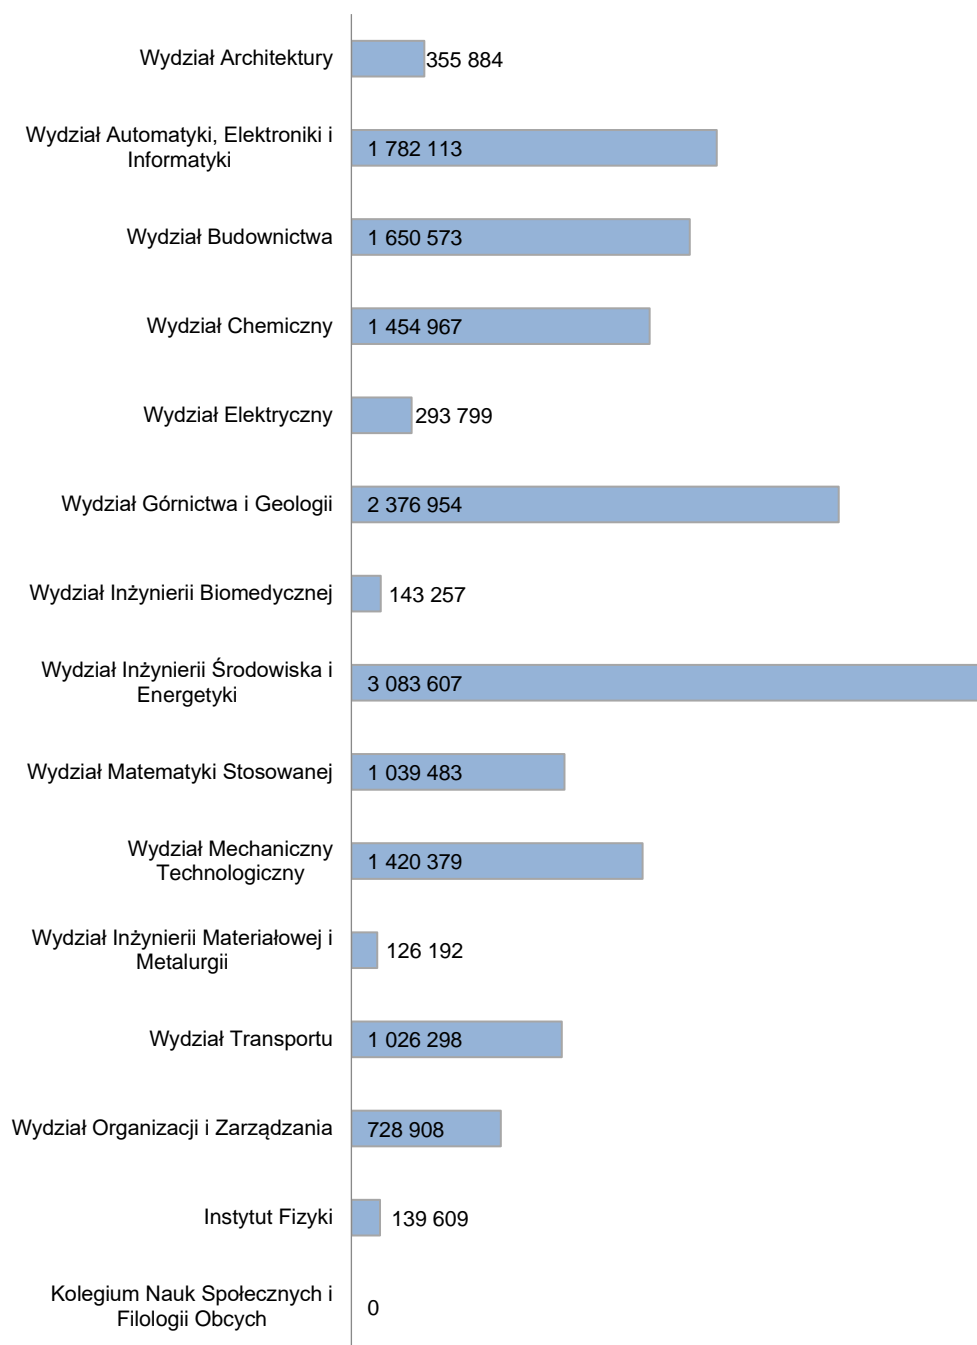 Wydział Architektury
355 884
Wydział Automatyki, Elektroniki i
Informatyki
1 782 113
Wydział Budownictwa
1 650 573
Wydział Chemiczny
1 454 967
Wydział Elektryczny
293 799
Wydział Górnictwa i Geologii
2 376 954
Wydział Inżynierii Biomedycznej
143 257
Wydział Inżynierii Środowiska i
Energetyki
3 083 607
Wydział Matematyki Stosowanej
1 039 483
Wydział Mechaniczny
Technologiczny
1 420 379
Wydział Inżynierii Materiałowej i
Metalurgii
126 192
Wydział Transportu
1 026 298
Wydział Organizacji i Zarządzania
728 908
Instytut Fizyki
139 609
Kolegium Nauk Społecznych i
Filologii Obcych
0